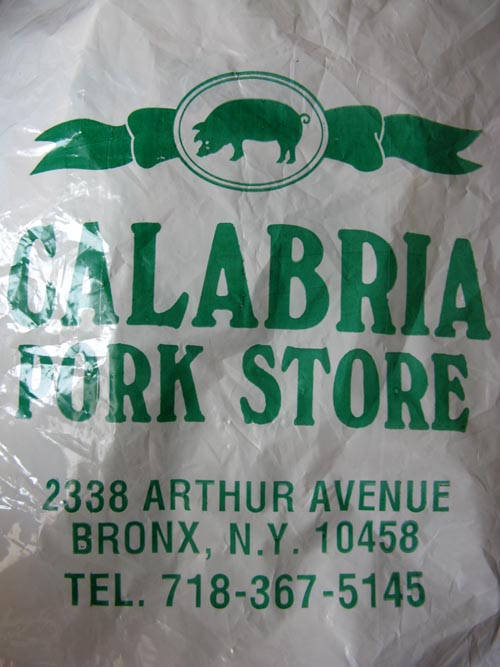 CALABRIA
PORK STORE
2338 ARTHUR AVENUE
BRONX, N.Y. 10458
TEL. 718-367-5145